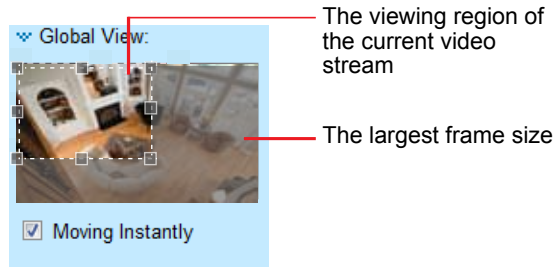 Global View:
The viewing region of
the current video
stream
The largest frame size
Moving Instantly